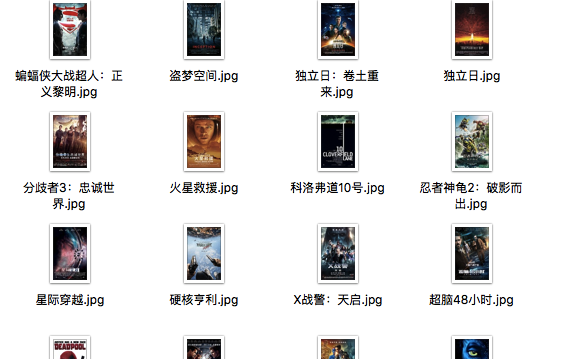 蝙蝠侠大战超人：正
义黎明.jpg
盗梦空间.jpg
独立日：卷土重
来.jpg
独立日.jpg
分歧者3：忠诚世
界.jpg
火星救援.jpg
10
CLOVERFIELD
LANE
科洛弗道10号.jpg
忍者神龟2：破影而
出.jpg
星际穿越.jpg
硬核亨利.jpg
X战警：天启.jpg
超脑48小时.jpg
DEADPOOL